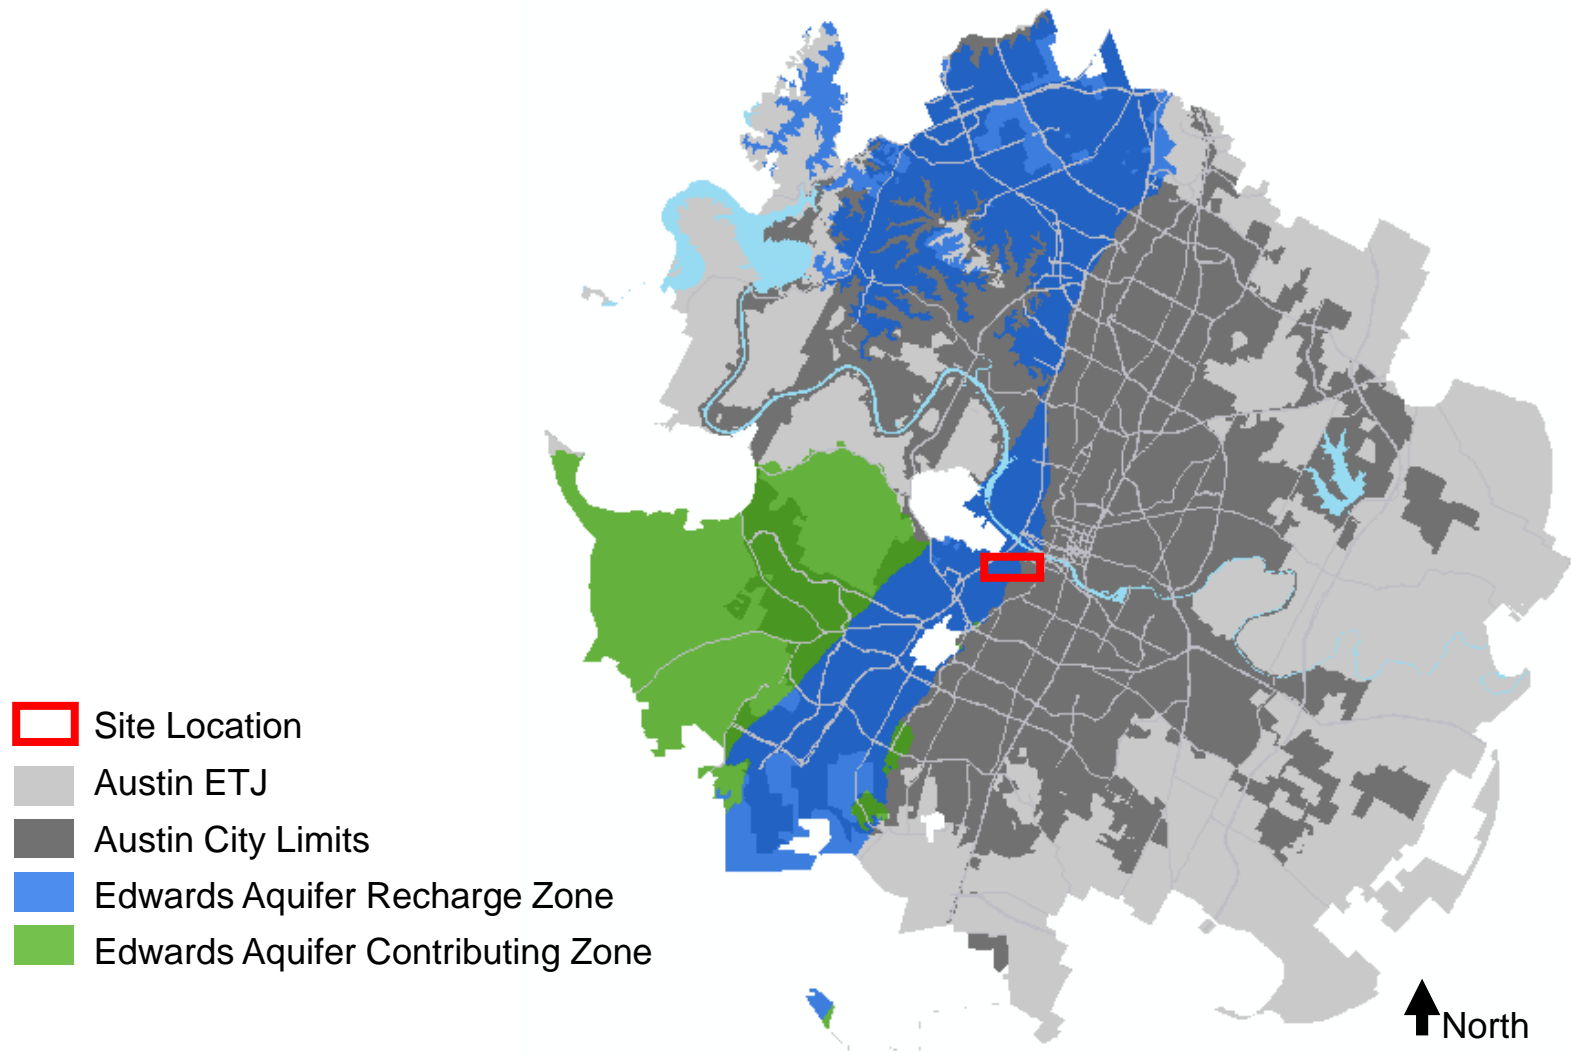 Site Location
Austin ETJ
Austin City Limits
Edwards Aquifer Recharge Zone
Edwards Aquifer Contributing Zone
North